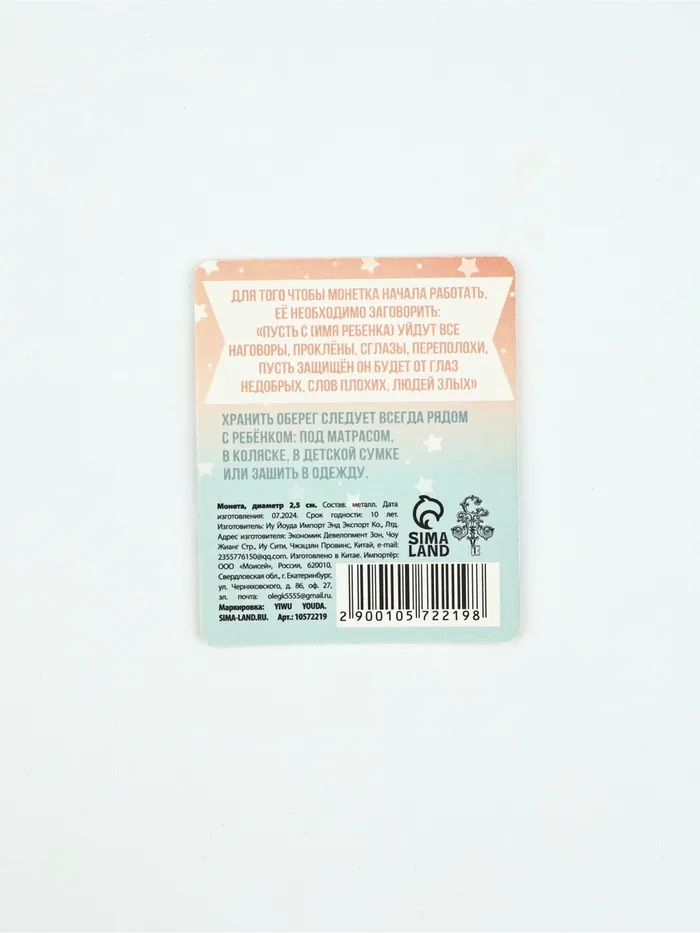 ДЛЯ ТОГО ЧТОБЫ МОНЕТКА НАЧАЛА РАБОТАТЬ,
ЕЁ НЕОБХОДИМО ЗАГОВОРИТЬ:
«ПУСТЬ С (ИМЯ РЕБЕНКА) УЙДУТ ВСЕ
НАГОВОРЫ, ПРОКЛЁНЫ, СГЛАЗЫ, ПЕРЕПОЛОХИ,
ПУСТЬ ЗАЩИЩЁН ОН БУДЕТ ОТ ГЛАЗ
НЕДОБРЫХ, СЛОВ ПЛОХИХ, ЛЮДЕЙ ЗЛЫХ»
ХРАНИТЬ ОБЕРЕГ СЛЕДУЕТ ВСЕГДА РЯДОМ
С РЕБЁНКОМ: ПОД МАТРАСОМ,
В КОЛЯСКЕ, В ДЕТСКОЙ СУМКЕ
ИЛИ ЗАШИТЬ В ОДЕЖДУ.
Монета, диаметр 2,5 см. Состав: металл. Дата
изготовления: 07.2024. Срок годности: 10 лет.
Изготовитель: Иу Йоуда Импорт Энд Экспорт Ко., Лтд.
Адрес изготовителя: Экономик Девелопмент Зон, Чоу
Жианг Стр., Иу Сити, Чжэцзян Провинс, Китай, e-mail:
2355776150@qq.com. Изготовлено в Китае. Импортёр:
ООО «Моисей», Россия, 620010,
Свердловская обл., г. Екатеринбург,
ул. Черняховского, д. 86, оф. 27,
эл. почта: olegk5555@gmail.ru.
Маркировка: YIWU YOUDA.
SIMA-LAND.RU. Арт.: 10572219
SIMA
LAND
2 900105 722198